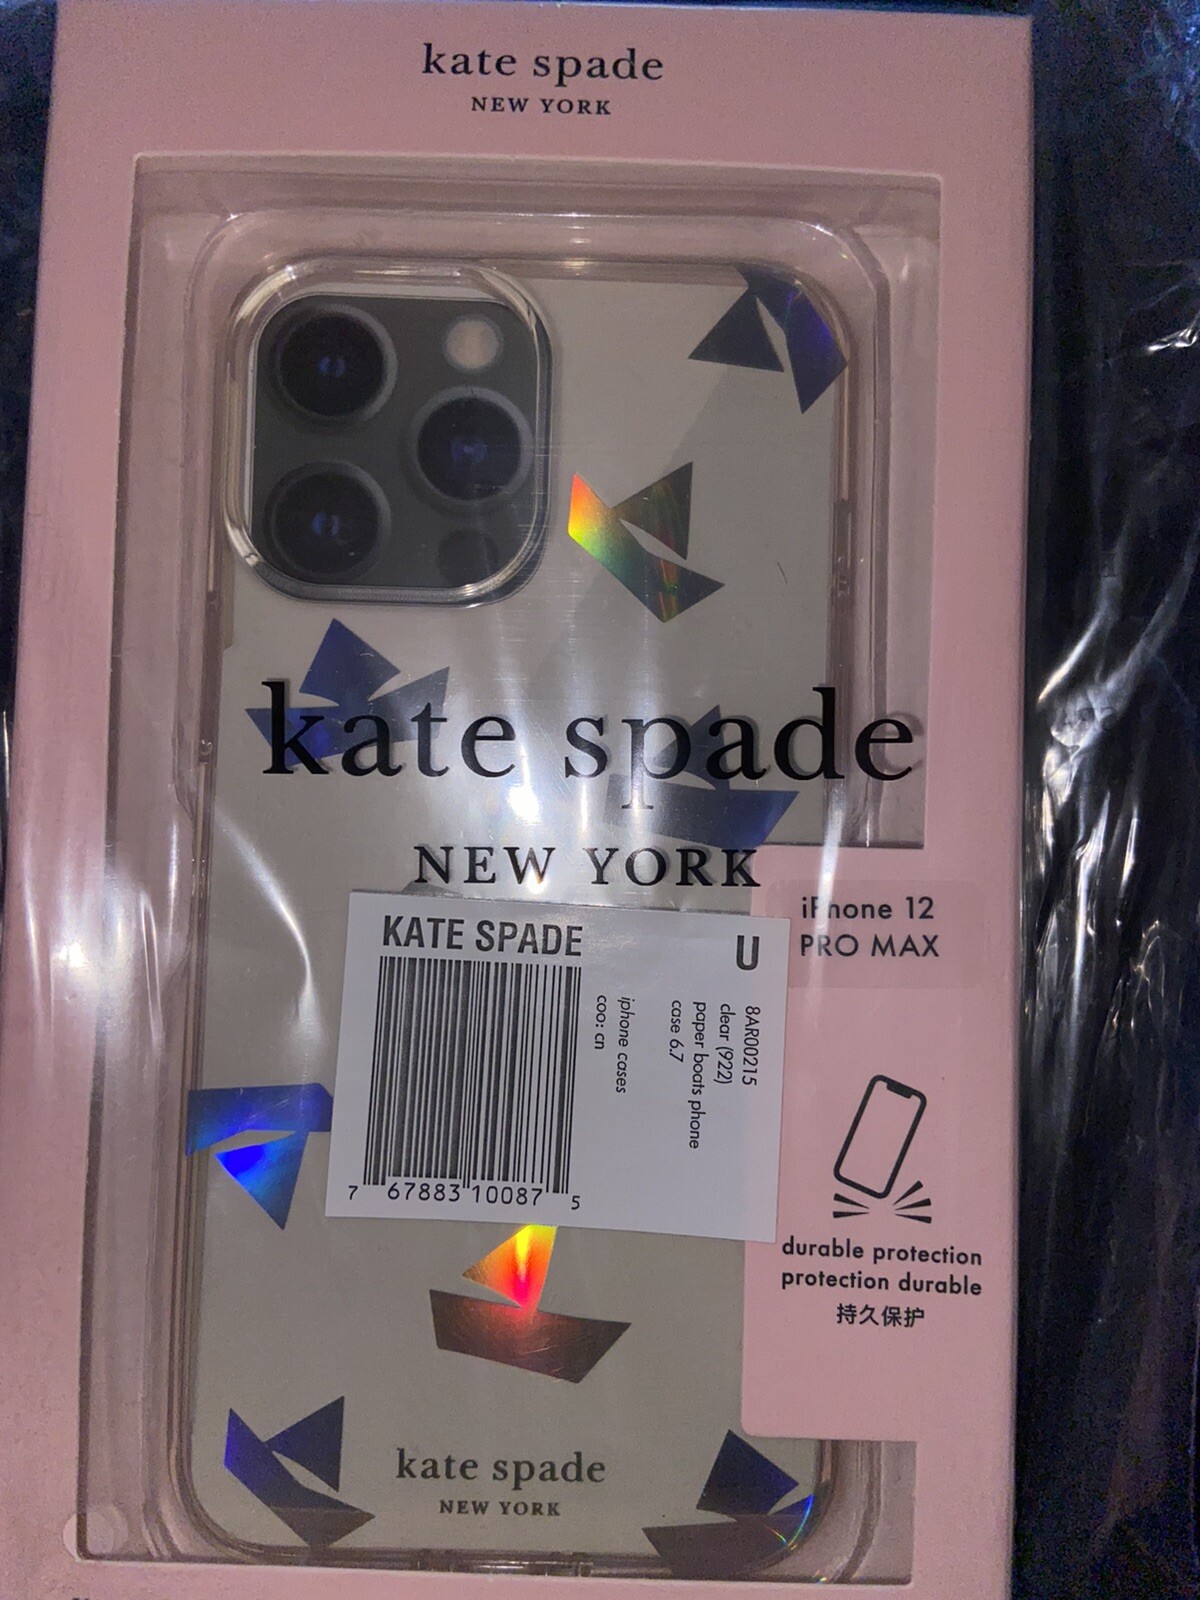 kate spade
NEW YORK
kate spade
NEW YORK
iPhone 12
PRO MAX
KATE SPADE
U
8AR00215
clear (922)
paper boats phone
case 6.7
iphone cases
coo: cn
7 67883 10087 5
durable protection
protection durable
持久保护
kate spade
NEW YORK